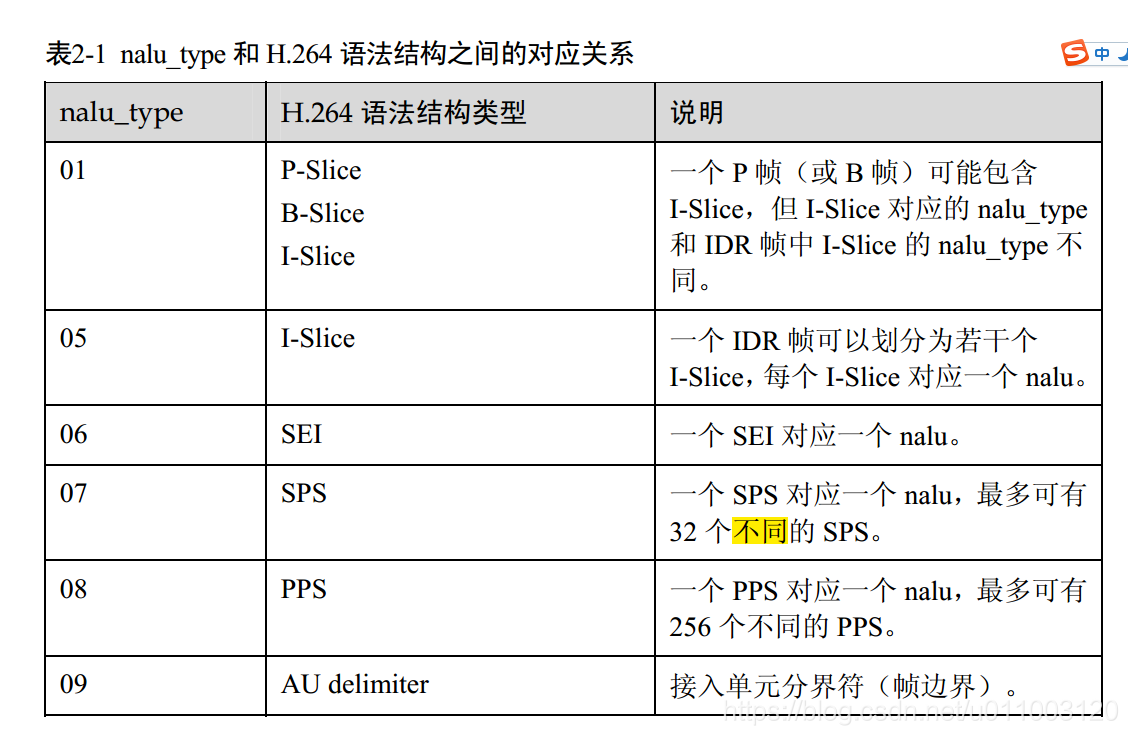 表2-1 nalu_type 和 H.264 语法结构之间的对应关系
中
nalu_type H.264 语法结构类型 说明
01 P-Slice 一个 P 帧（或 B 帧）可能包含
B-Slice I-Slice，但 I-Slice 对应的 nalu_type
I-Slice 和 IDR 帧中 I-Slice 的 nalu_type 不
同。
05 I-Slice 一个 IDR 帧可以划分为若干个
I-Slice，每个 I-Slice 对应一个 nalu。
06 SEI 一个 SEI 对应一个 nalu。
07 SPS 一个 SPS 对应一个 nalu，最多可有
32 个不同的 SPS。
08 PPS 一个 PPS 对应一个 nalu，最多可有
256 个不同的 PPS。
09 AU delimiter 接入单元分界符（帧边界）。
https://blog.csdn.net/u011003120